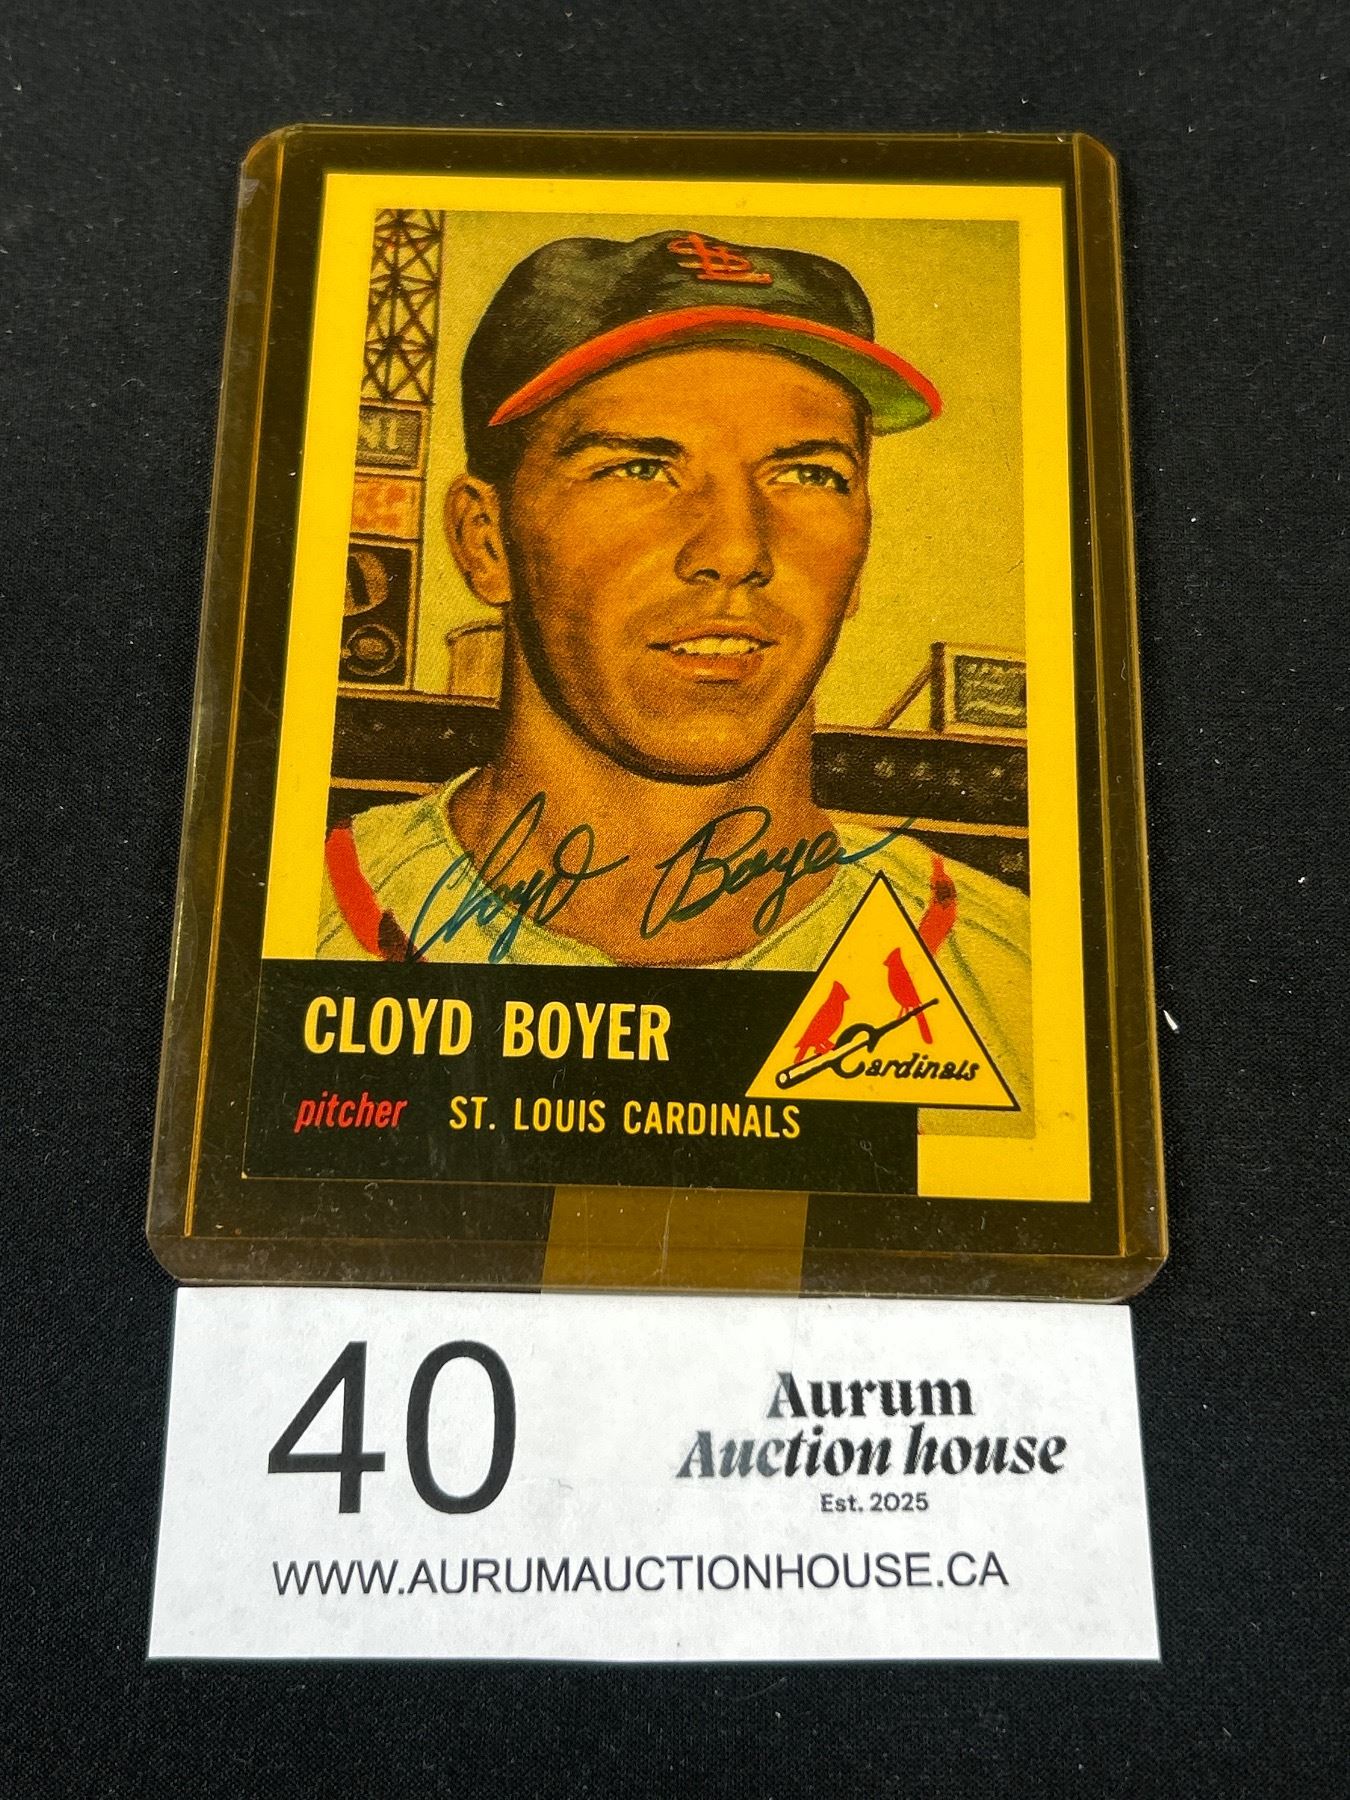 Cloyd Boyer
CLOYD BOYER
Cardinals
pitcher ST. LOUIS CARDINALS
40
Aurum
Auction house
Est. 2025
WWW.AURUMAUCTIONHOUSE.CA